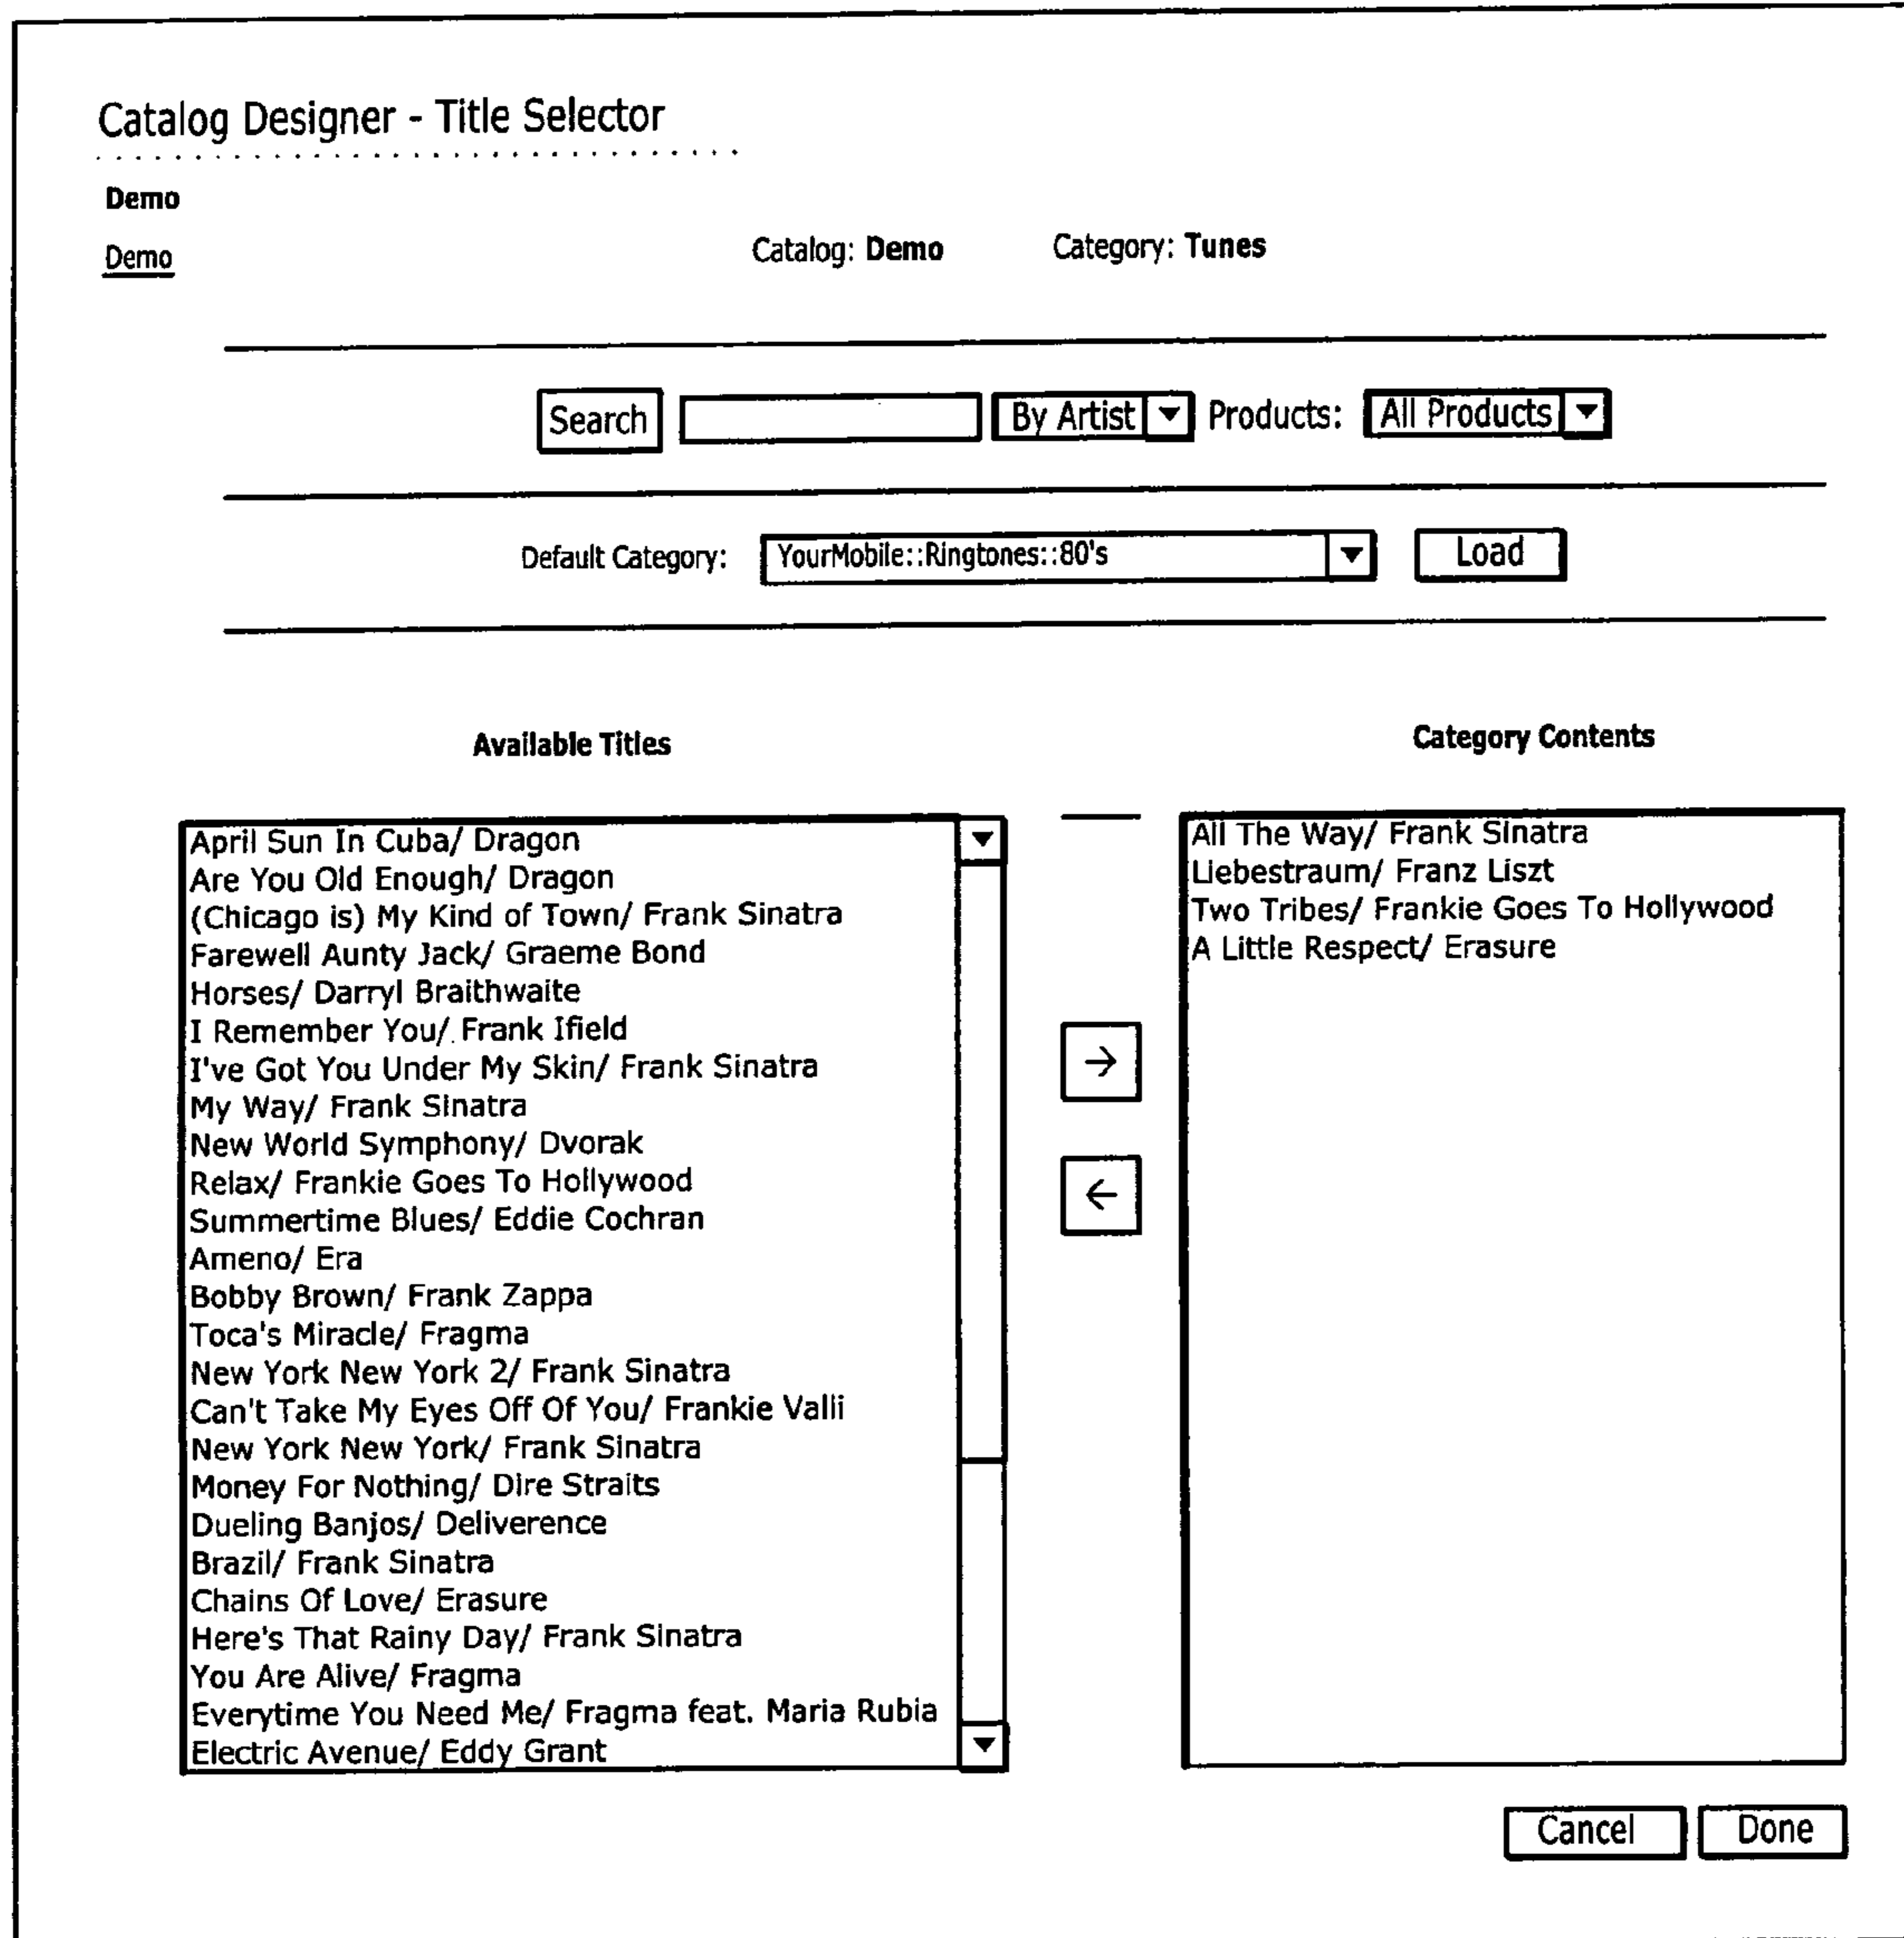 Catalog Designer - Title Selector
Demo
Demo
Catalog: Demo Category: Tunes
Search By Artist Products: All Products
Default Category: YourMobile::Ringtones::80's Load
Available Titles
April Sun In Cuba/ Dragon
Are You Old Enough/ Dragon
(Chicago is) My Kind of Town/ Frank Sinatra
Farewell Aunty Jack/ Graeme Bond
Horses/ Darryl Braithwaite
I Remember You/ Frank Ifield
I've Got You Under My Skin/ Frank Sinatra
My Way/ Frank Sinatra
New World Symphony/ Dvorak
Relax/ Frankie Goes To Hollywood
Summertime Blues/ Eddie Cochran
Ameno/ Era
Bobby Brown/ Frank Zappa
Toca's Miracle/ Fragma
New York New York 2/ Frank Sinatra
Can't Take My Eyes Off Of You/ Frankie Valli
New York New York/ Frank Sinatra
Money For Nothing/ Dire Straits
Dueling Banjos/ Deliverence
Brazil/ Frank Sinatra
Chains Of Love/ Erasure
Here's That Rainy Day/ Frank Sinatra
You Are Alive/ Fragma
Everytime You Need Me/ Fragma feat. Maria Rubia
Electric Avenue/ Eddy Grant
Category Contents
All The Way/ Frank Sinatra
Liebestraum/ Franz Liszt
Two Tribes/ Frankie Goes To Hollywood
A Little Respect/ Erasure
Cancel Done